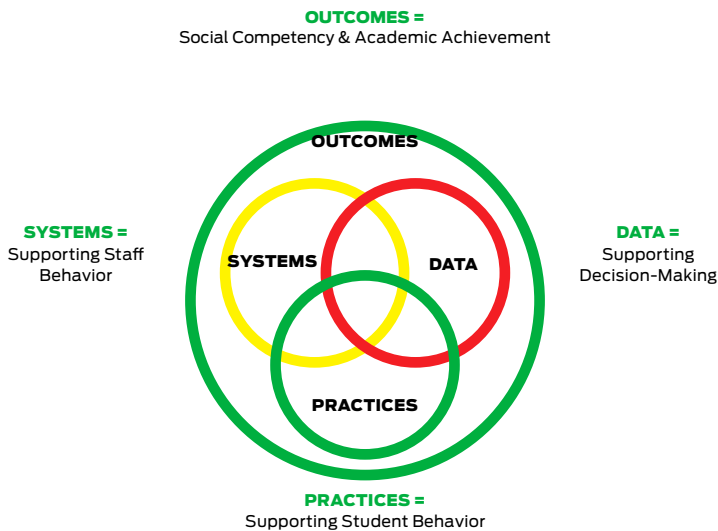 OUTCOMES =
Social Competency & Academic Achievement
OUTCOMES
SYSTEMS =
Supporting Staff
Behavior
SYSTEMS
DATA
DATA =
Supporting
Decision-Making
PRACTICES
PRACTICES =
Supporting Student Behavior